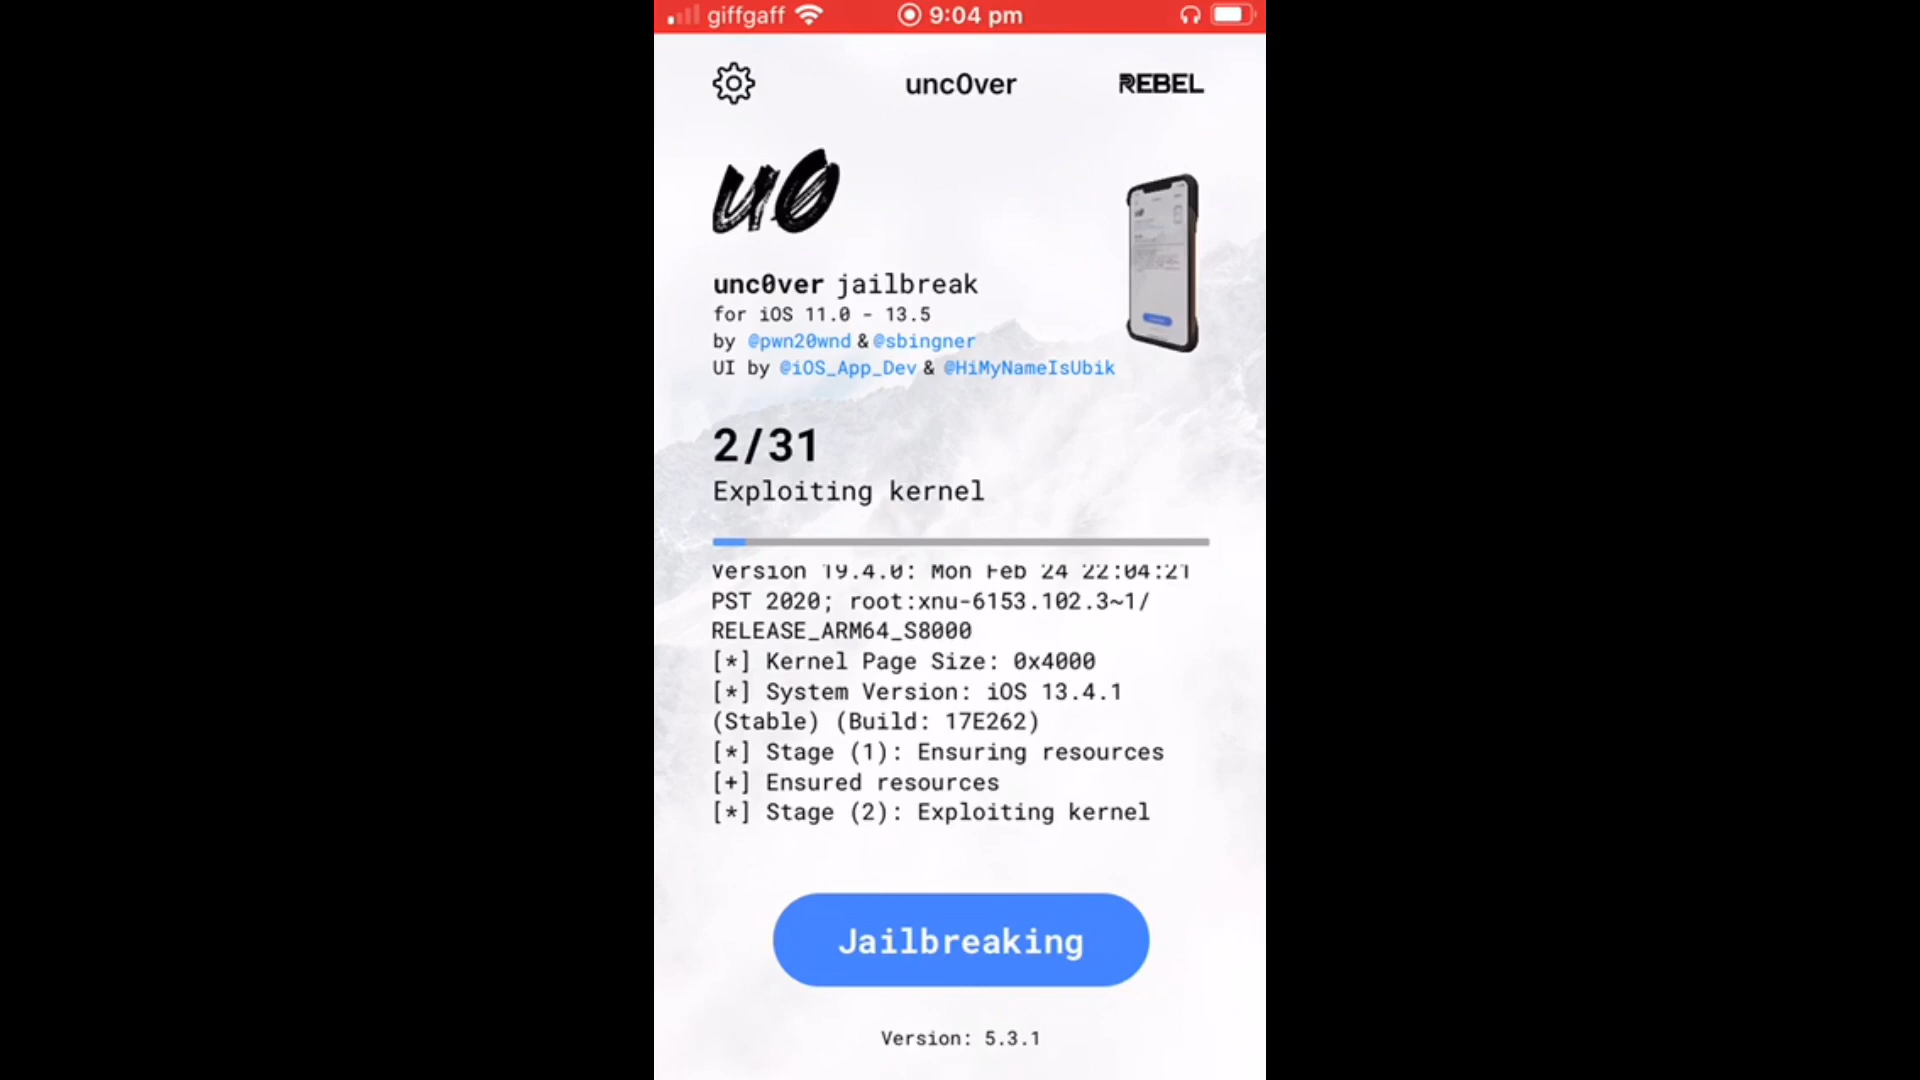 giffgaff 9:04 pm
unc0ver REBEL
u0
unc0ver jailbreak
for iOS 11.0 - 13.5
by @pwn20wnd & @sbingner
UI by @iOS_App_Dev & @HiMyNameIsUbik
2/31
Exploiting kernel
Version 19.4.0: Mon Feb 24 22:04:21
PST 2020; root:xnu-6153.102.3~1/
RELEASE_ARM64_S8000
[*] Kernel Page Size: 0x4000
[*] System Version: iOS 13.4.1
(Stable) (Build: 17E262)
[*] Stage (1): Ensuring resources
[+] Ensured resources
[*] Stage (2): Exploiting kernel
Jailbreaking
Version: 5.3.1